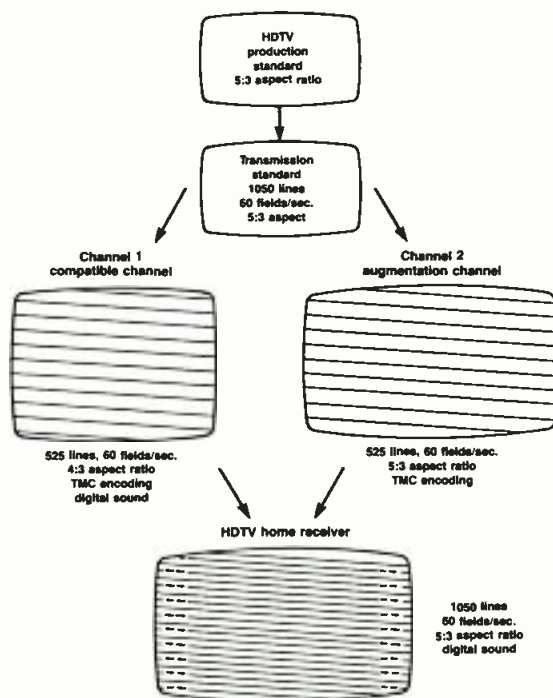 HDTV
production
standard
5:3 aspect ratio
Transmission
standard
1050 lines
60 fields/sec.
5:3 aspect
Channel 1
compatible channel
Channel 2
augmentation channel
525 lines, 60 fields/sec.
4:3 aspect ratio
TMC encoding
digital sound
525 lines, 60 fields/sec.
5:3 aspect ratio
TMC encoding
HDTV home receiver
1050 lines
60 fields/sec.
5:3 aspect ratio
digital sound